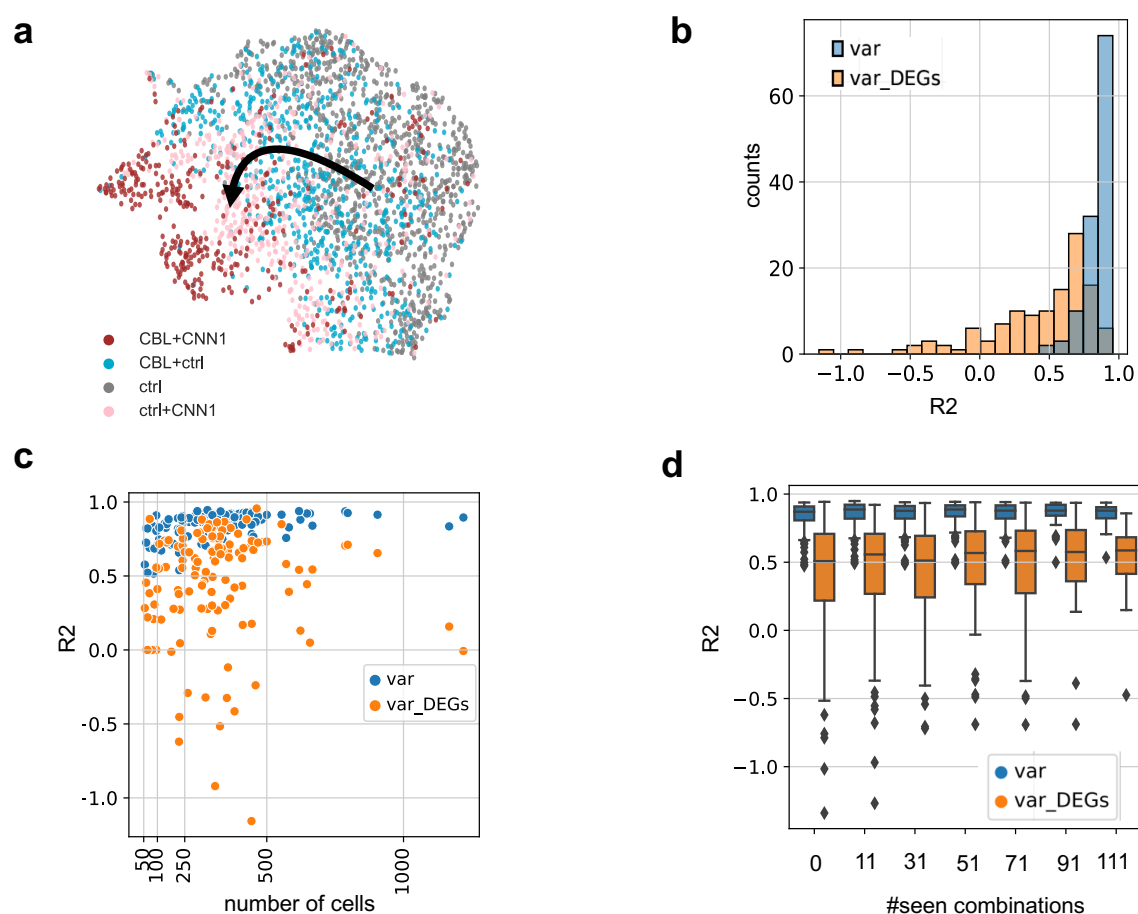 a
CBL+CNN1
CBL+ctrl
ctrl
ctrl+CNN1
b
var
var_DEGs
counts
60
40
20
0
−1.0 −0.5 0.0 0.5 1.0
R2
c
R2
1.0
0.5
0.0
-0.5
-1.0
var
var_DEGs
50 100 250 500 1000
number of cells
d
R2
1.0
0.5
0.0
−0.5
−1.0
var
var_DEGs
0 11 31 51 71 91 111
#seen combinations